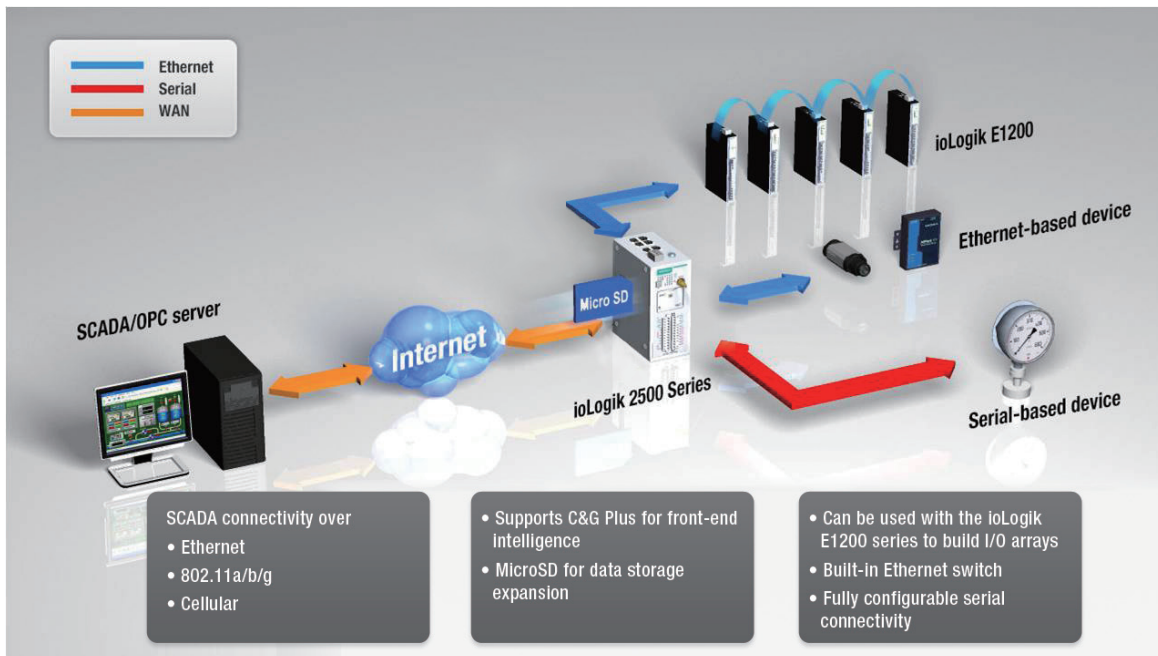 Ethernet
Serial
WAN
ioLogik E1200
Ethernet-based device
SCADA/OPC server
Micro SD
Internet
ioLogik 2500 Series
Serial-based device
SCADA connectivity over
• Ethernet
• 802.11a/b/g
• Cellular
• Supports C&G Plus for front-end
intelligence
• MicroSD for data storage
expansion
• Can be used with the ioLogik
E1200 series to build I/O arrays
• Built-in Ethernet switch
• Fully configurable serial
connectivity